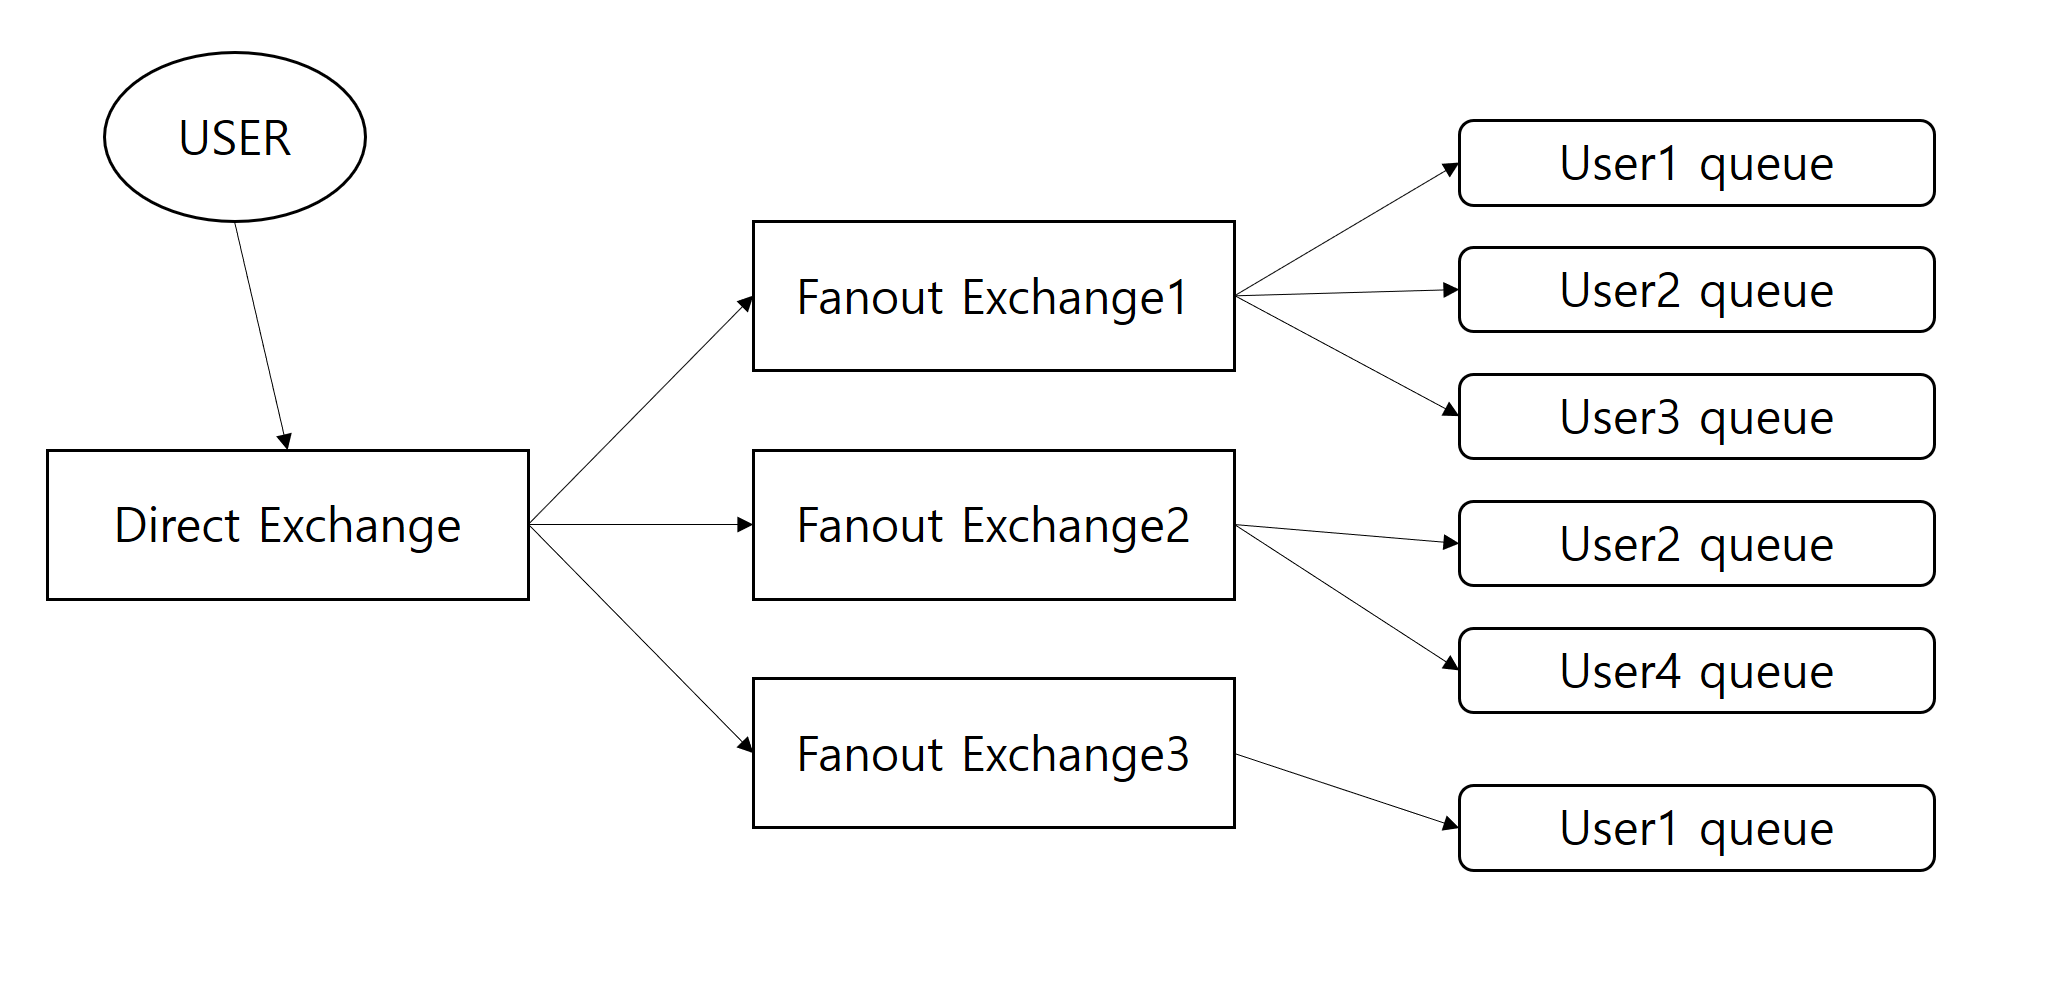 USER
Direct Exchange
Fanout Exchange1
Fanout Exchange2
Fanout Exchange3
User1 queue
User2 queue
User3 queue
User2 queue
User4 queue
User1 queue